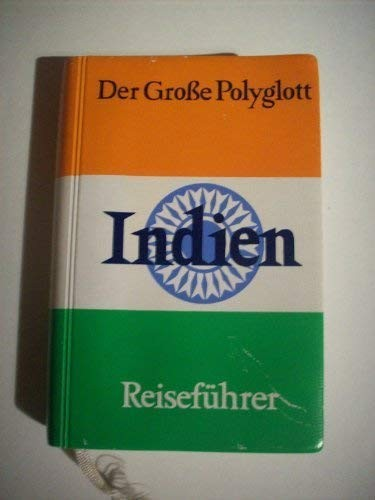 Der Große Polyglott
Indien
Reiseführer